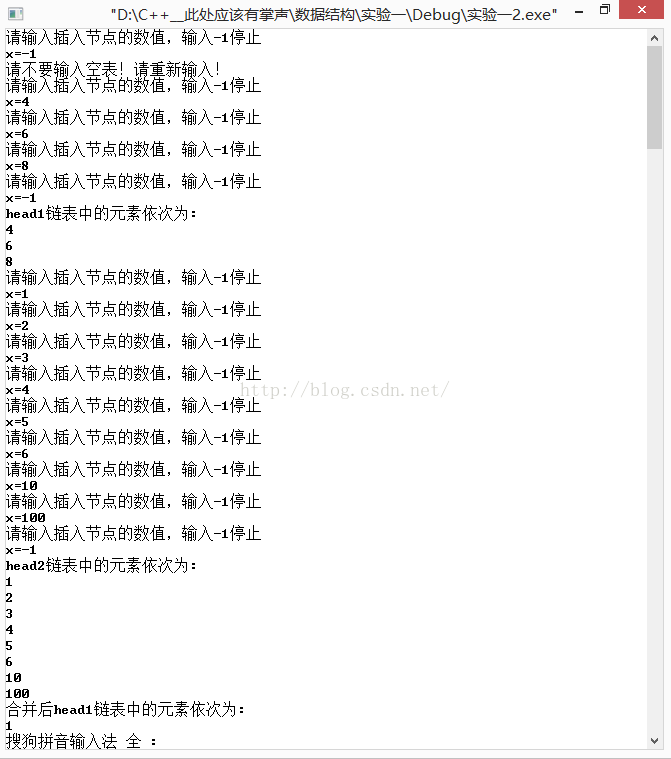 "D:\C++__此处应该有掌声\数据结构\实验一\Debug\实验一2.exe"
请输入插入节点的数值，输入-1停止
x=-1
请不要输入空表！请重新输入！
请输入插入节点的数值，输入-1停止
x=4
请输入插入节点的数值，输入-1停止
x=6
请输入插入节点的数值，输入-1停止
x=8
请输入插入节点的数值，输入-1停止
x=-1
head1链表中的元素依次为：
4
6
8
请输入插入节点的数值，输入-1停止
x=1
请输入插入节点的数值，输入-1停止
x=2
请输入插入节点的数值，输入-1停止
x=3
请输入插入节点的数值，输入-1停止
x=4
请输入插入节点的数值，输入-1停止
x=5
请输入插入节点的数值，输入-1停止
x=6
请输入插入节点的数值，输入-1停止
x=10
请输入插入节点的数值，输入-1停止
x=100
请输入插入节点的数值，输入-1停止
x=-1
head2链表中的元素依次为：
1
2
3
4
5
6
10
100
合并后head1链表中的元素依次为：
1
搜狗拼音输入法 全 ：
http://blog.csdn.net/